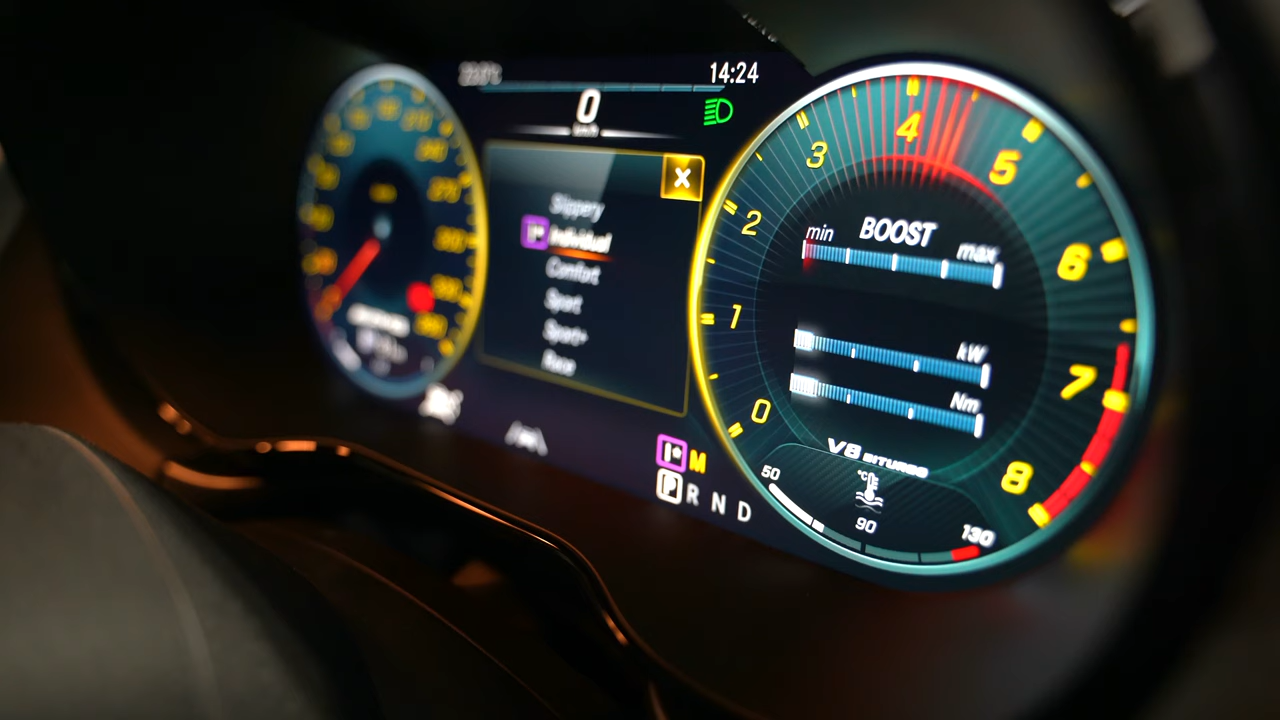 14:24
0
km/h
X
Slippery
Individual
Comfort
Sport
Sport+
Race
I* M
P R N D
0
1
2
3
4
5
6
7
8
min BOOST max
kW
Nm
V8 BITURBO
50
°C
90
130